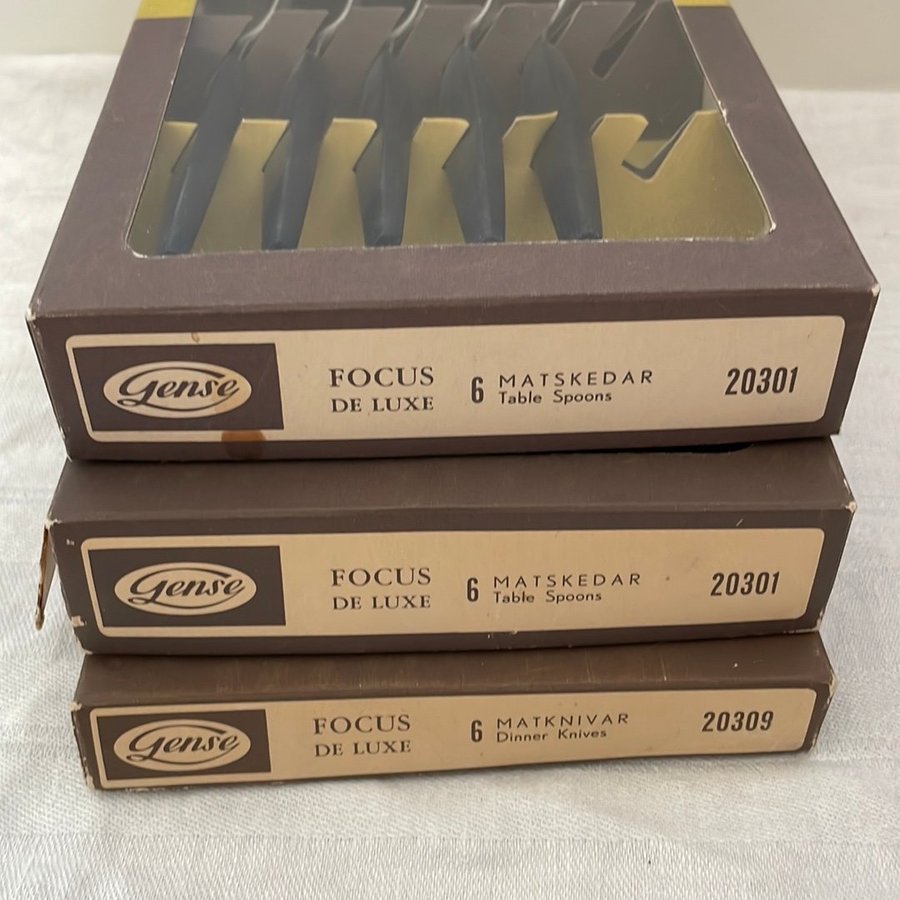 Gense
FOCUS
DE LUXE
6 MATSKEDAR
Table Spoons
20301
Gense
FOCUS
DE LUXE
6 MATSKEDAR
Table Spoons
20301
Gense
FOCUS
DE LUXE
6 MATKNIVAR
Dinner Knives
20309